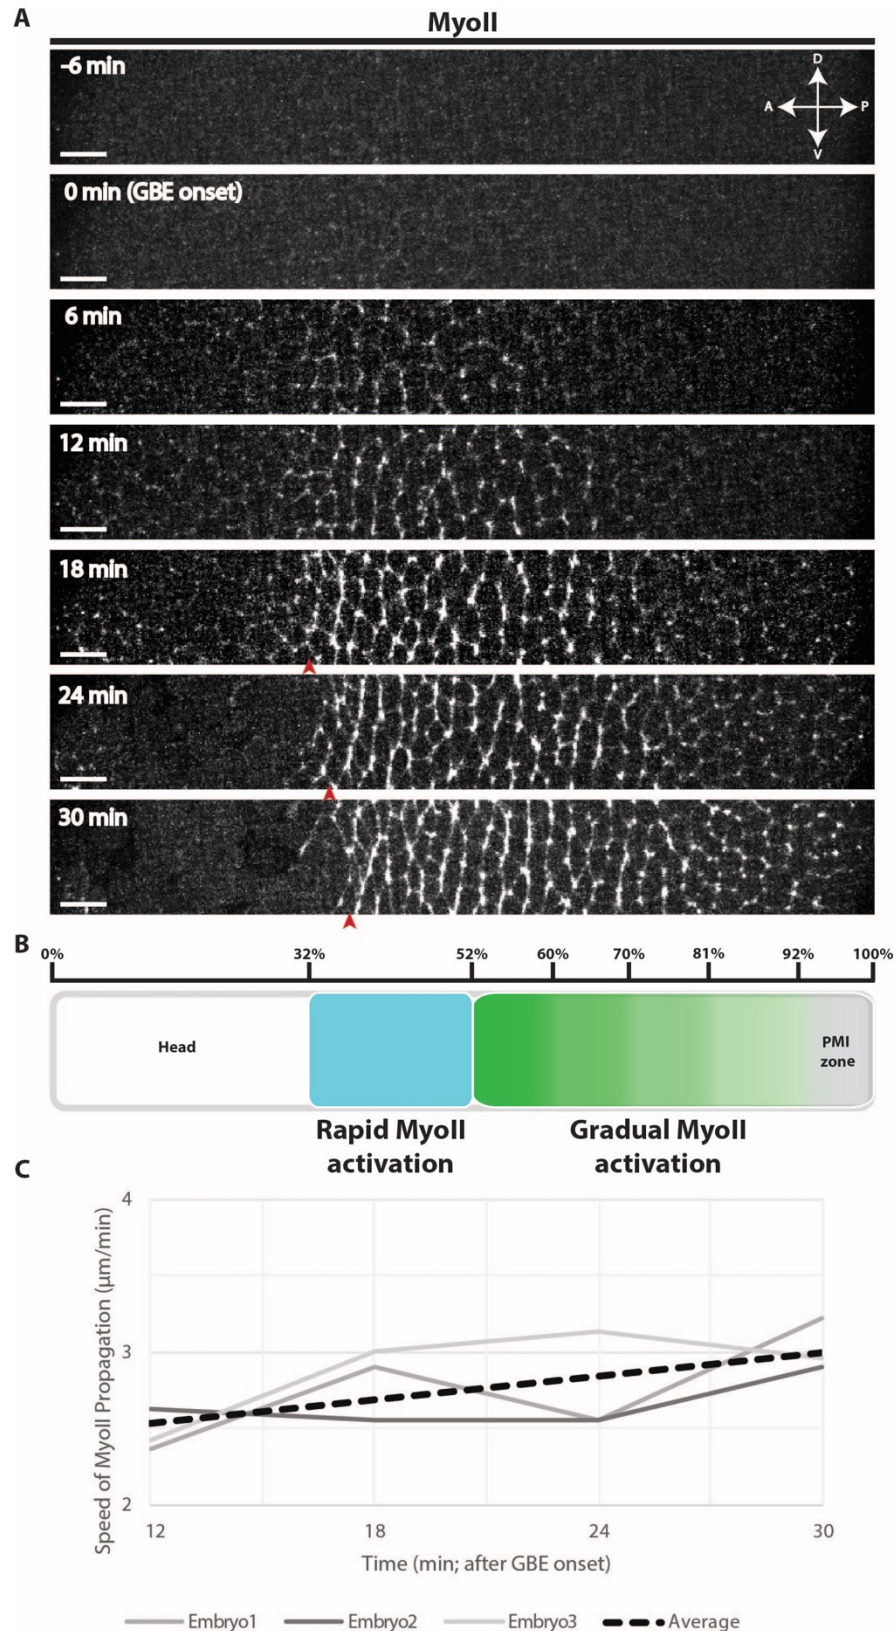 A
MyoII
-6 min
D
A P
V
0 min (GBE onset)
6 min
12 min
18 min
24 min
30 min
B
0% 32% 52% 60% 70% 81% 92% 100%
Head
PMI
zone
Rapid MyoII
activation
Gradual MyoII
activation
C
Speed of MyoII Propagation (μm/min)
4
3
2
12 18 24 30
Time (min; after GBE onset)
Embryo1 Embryo2 Embryo3 Average